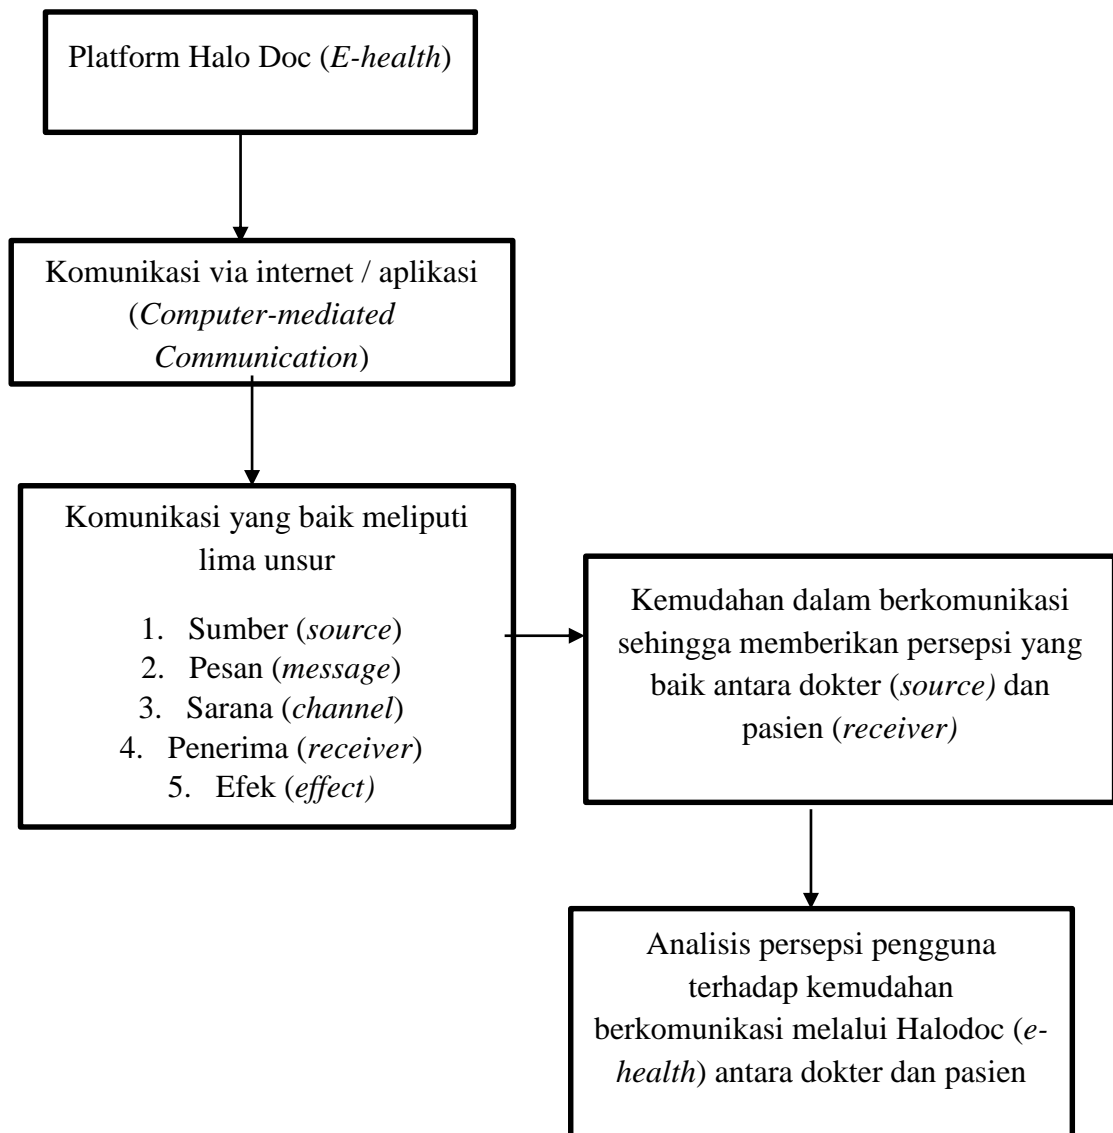 Platform Halo Doc (E-health)
Komunikasi via internet / aplikasi
(Computer-mediated
Communication)
Komunikasi yang baik meliputi
lima unsur
1. Sumber (source)
2. Pesan (message)
3. Sarana (channel)
4. Penerima (receiver)
5. Efek (effect)
Kemudahan dalam berkomunikasi
sehingga memberikan persepsi yang
baik antara dokter (source) dan
pasien (receiver)
Analisis persepsi pengguna
terhadap kemudahan
berkomunikasi melalui Halodoc (e-
health) antara dokter dan pasien